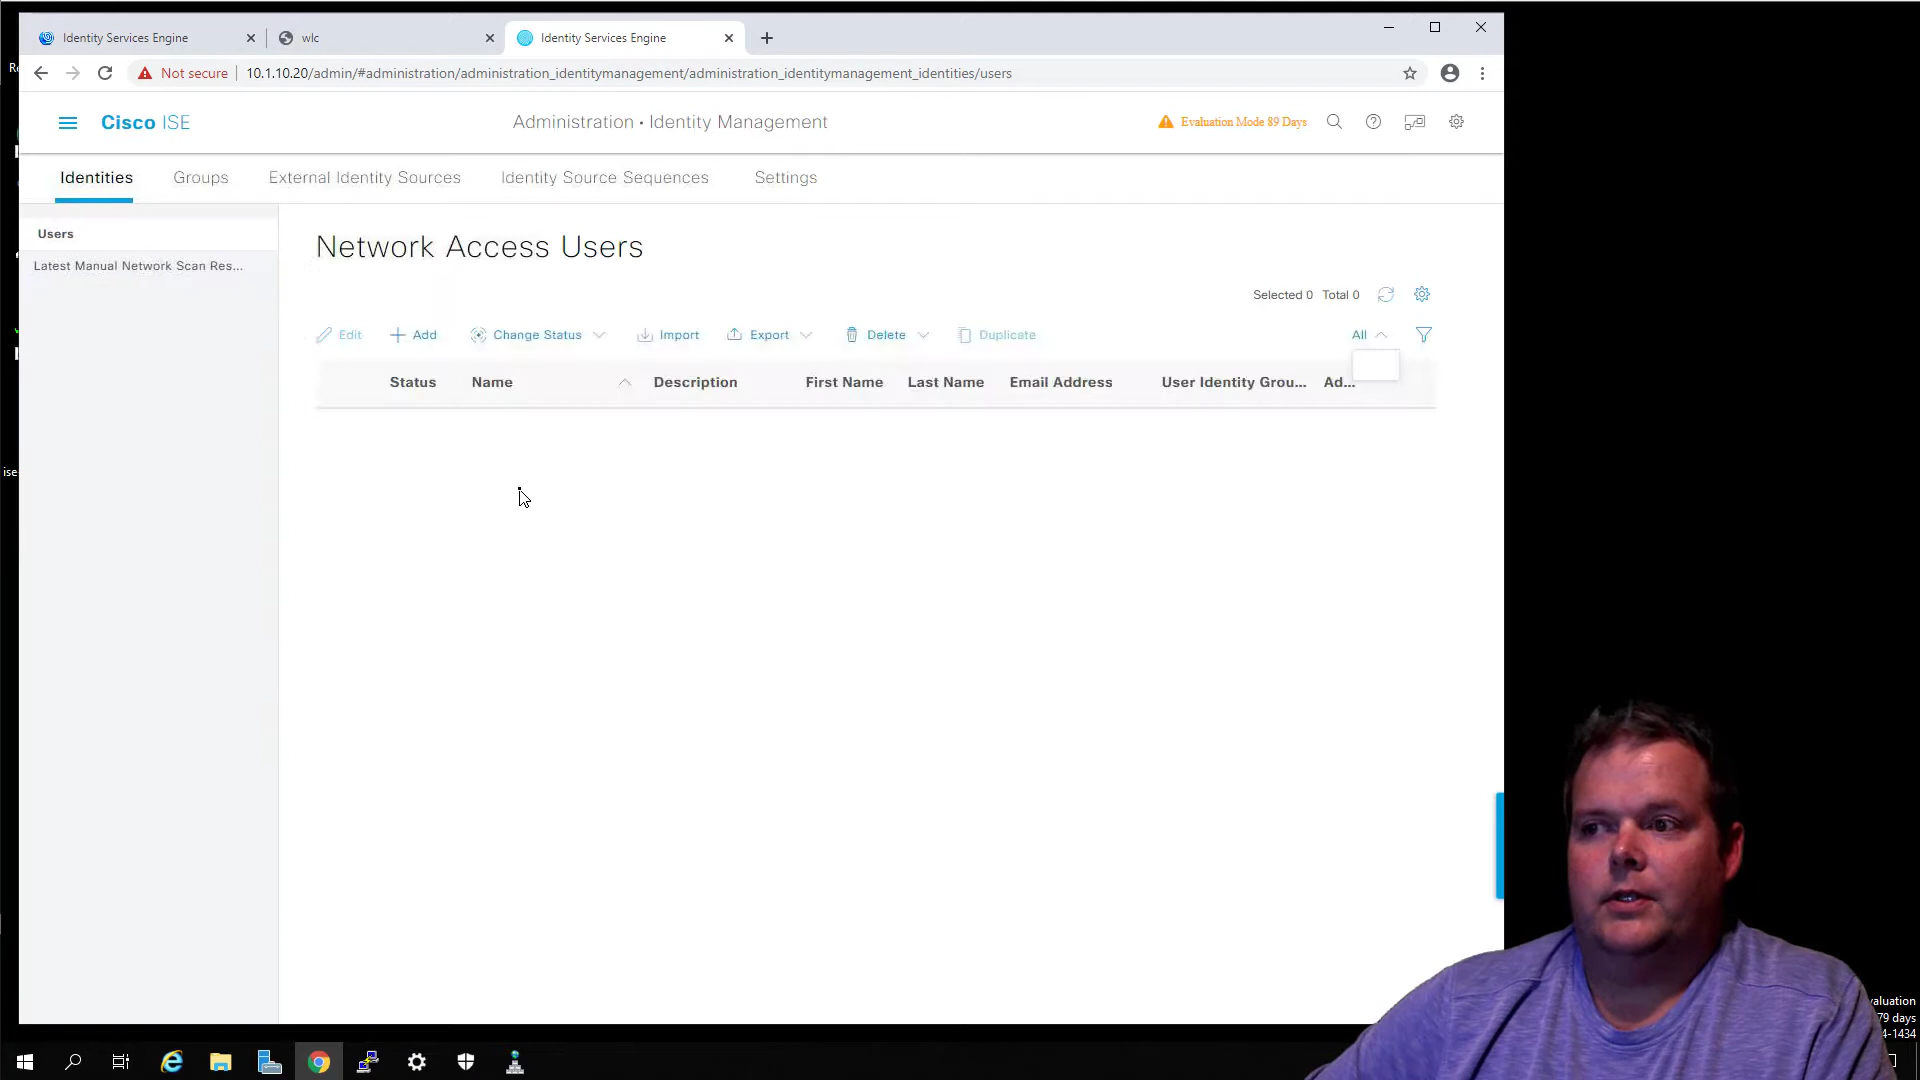 Identity Services Engine
wlc
Identity Services Engine
Not secure
10.1.10.20/admin/#administration/administration_identitymanagement/administration_identitymanagement_identities/users
Cisco ISE
Administration • Identity Management
Evaluation Mode 89 Days
Identities
Groups
External Identity Sources
Identity Source Sequences
Settings
Users
Latest Manual Network Scan Res...
Network Access Users
Selected 0 Total 0
Edit
Add
Change Status
Import
Export
Delete
Duplicate
All
Status
Name
Description
First Name
Last Name
Email Address
User Identity Grou...
Ad...
ise
79 days
4-1434